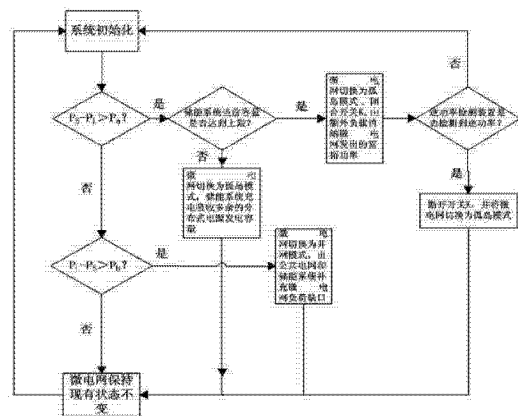 系统初始化
否
是
是
储能系统当前容量
是否达到上限?
微 电
网切换为孤岛
模式,闭
合开关K,由
额外负载消
纳微 电
网发出的富
裕功率
逆功率检测装置是
否检测到逆功率?
否
否
是
微 电
网切换为孤岛模
式,储能系统充
电吸收多余的分
布式电源发电容
量
断开开关K,并将微
电网切换为孤岛模式
是
微 电
网切换为并
网模式,由
公共电网和
储能系统补
充微 电
网负荷缺口
否
微电网保持
现有状态不
变